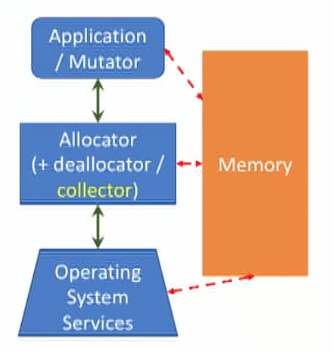 Application
/ Mutator
Allocator
(+ deallocator /
collector)
Memory
Operating
System
Services